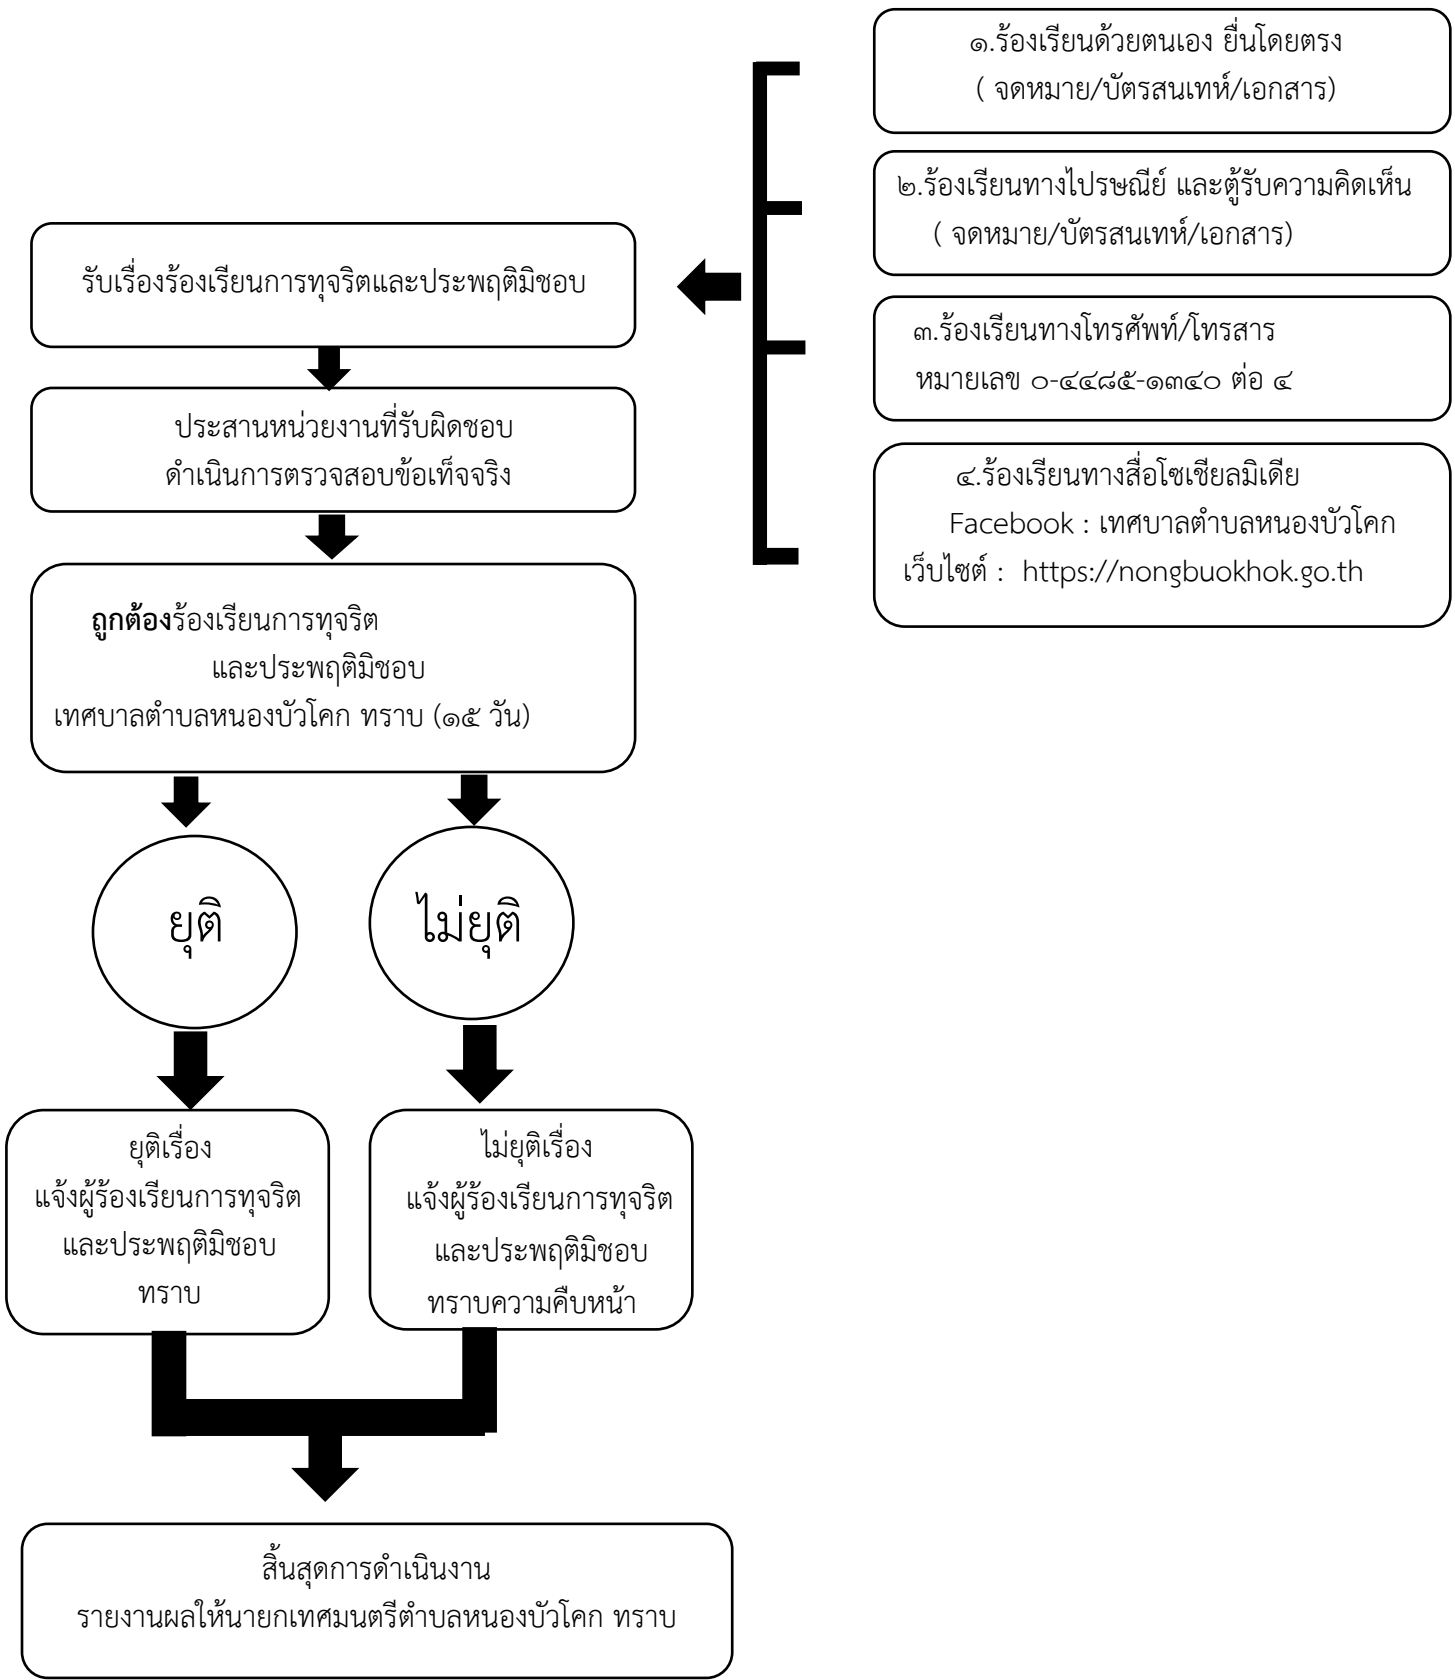 ๑.ร้องเรียนด้วยตนเอง ยื่นโดยตรง
( จดหมาย/บัตรสนเทห์/เอกสาร)
๒.ร้องเรียนทางไปรษณีย์ และตู้รับความคิดเห็น
( จดหมาย/บัตรสนเทห์/เอกสาร)
๓.ร้องเรียนทางโทรศัพท์/โทรสาร
หมายเลข ๐-๔๔๘๕-๑๓๔๐ ต่อ ๔
๔.ร้องเรียนทางสื่อโซเชียลมิเดีย
Facebook : เทศบาลตำบลหนองบัวโคก
เว็บไซต์ : https://nongbuokhok.go.th
รับเรื่องร้องเรียนการทุจริตและประพฤติมิชอบ
ประสานหน่วยงานที่รับผิดชอบ
ดำเนินการตรวจสอบข้อเท็จจริง
ถูกต้องร้องเรียนการทุจริต
และประพฤติมิชอบ
เทศบาลตำบลหนองบัวโคก ทราบ (๑๕ วัน)
ยุติ
ไม่ยุติ
ยุติเรื่อง
แจ้งผู้ร้องเรียนการทุจริต
และประพฤติมิชอบ
ทราบ
ไม่ยุติเรื่อง
แจ้งผู้ร้องเรียนการทุจริต
และประพฤติมิชอบ
ทราบความคืบหน้า
สิ้นสุดการดำเนินงาน
รายงานผลให้นายกเทศมนตรีตำบลหนองบัวโคก ทราบ